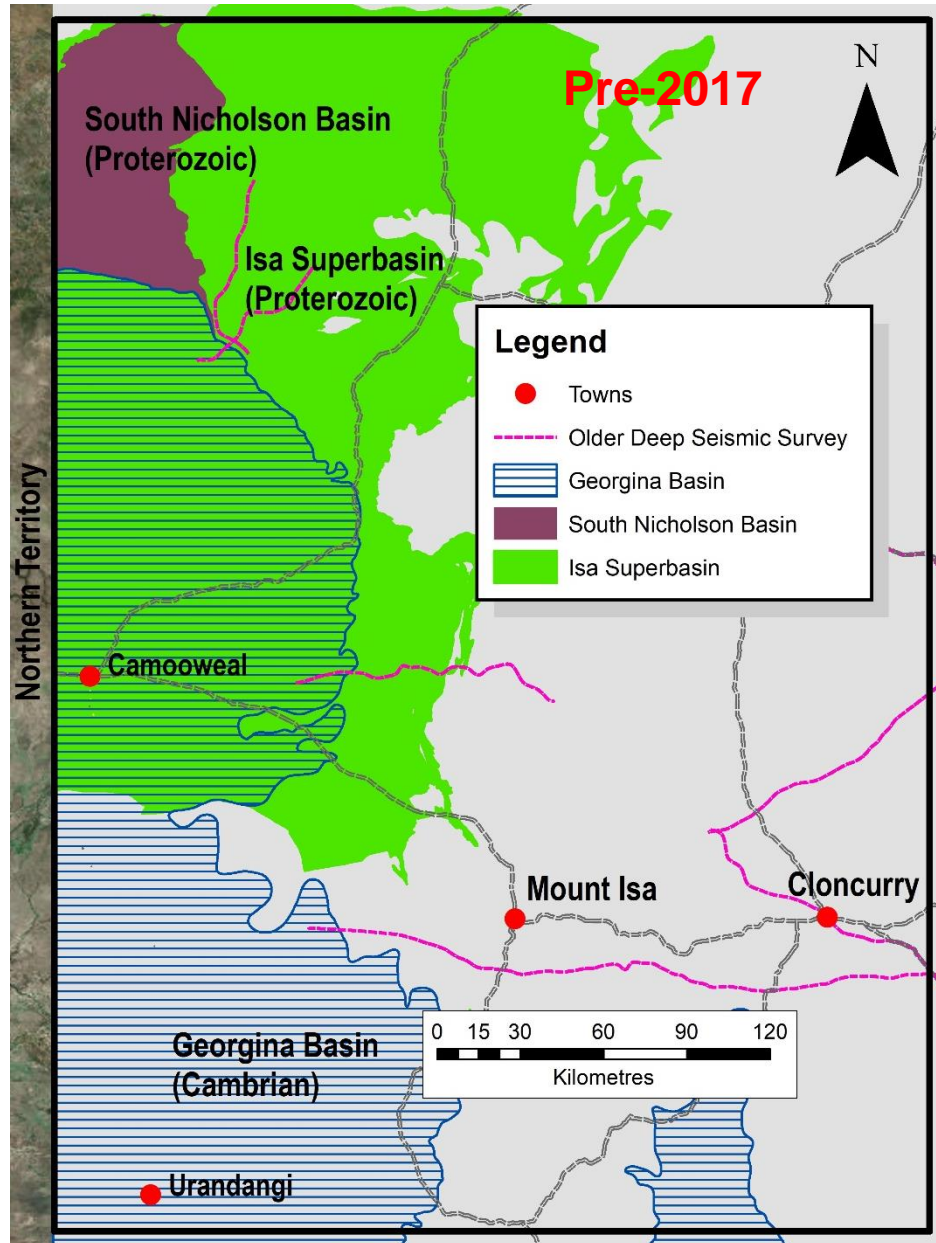 Pre-2017
N
South Nicholson Basin
(Proterozoic)
Isa Superbasin
(Proterozoic)
Legend
Towns
Older Deep Seismic Survey
Georgina Basin
South Nicholson Basin
Isa Superbasin
Northern Territory
Camooweal
Mount Isa
Cloncurry
Georgina Basin
(Cambrian)
0 15 30 60 90 120
Kilometres
Urandangi